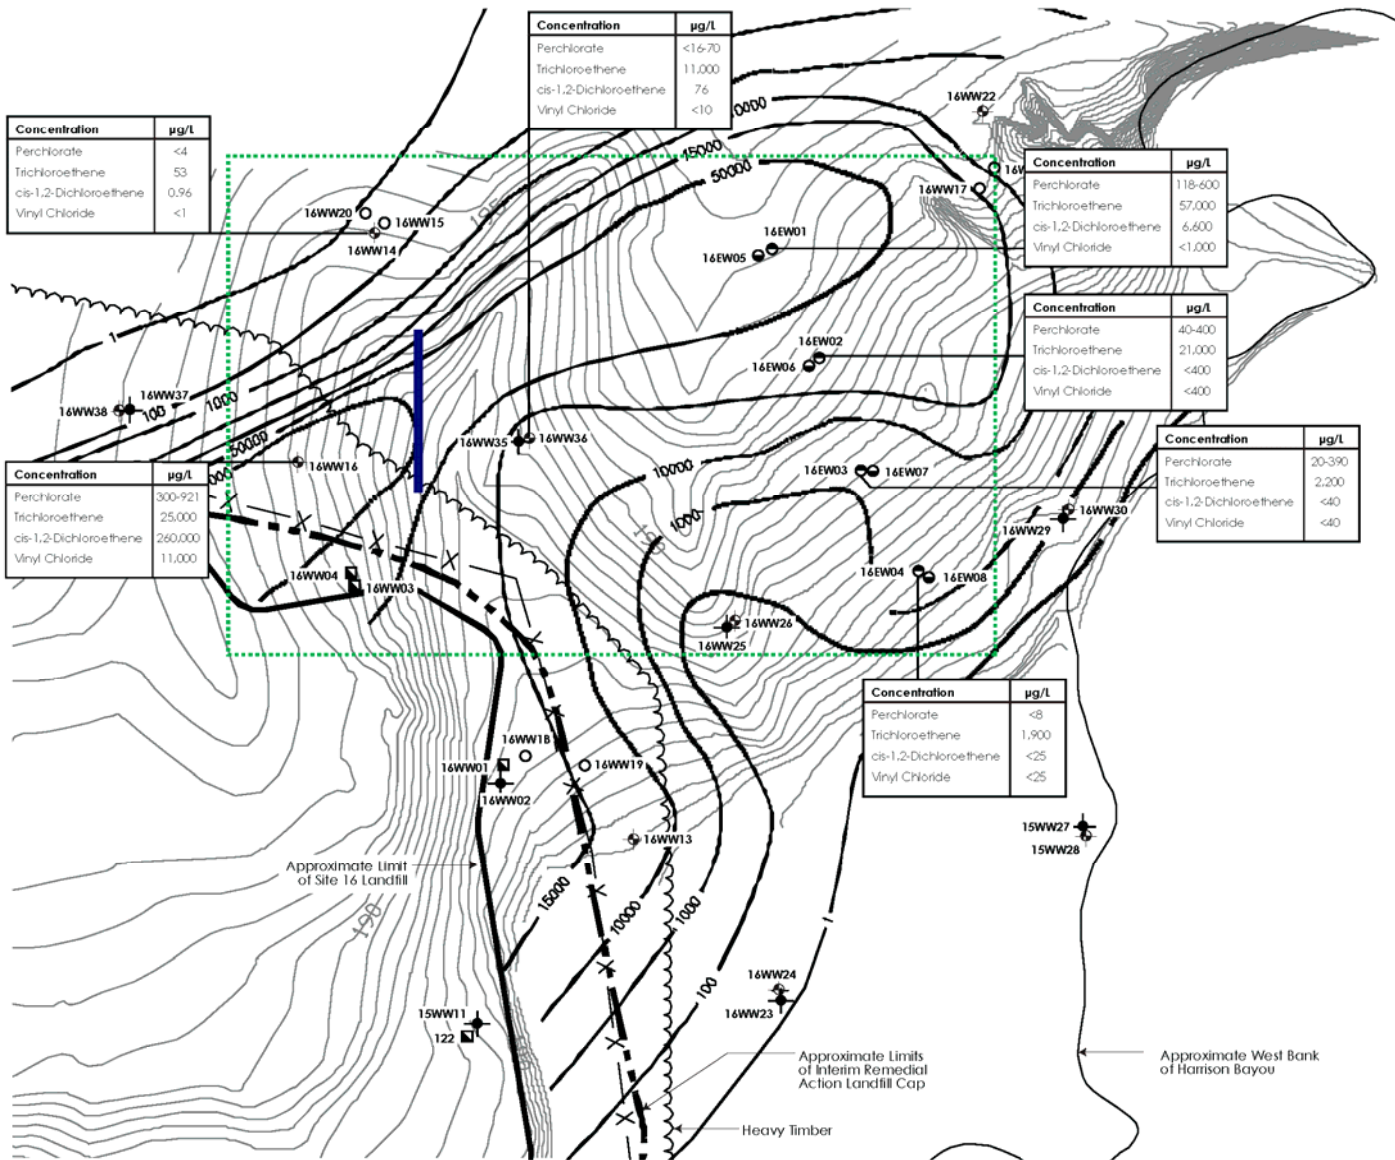 Concentration µg/L
Perchlorate <16-70
Trichloroethene 11,000
cis-1,2-Dichloroethene 76
Vinyl Chloride <10
16WW22
Concentration µg/L
Perchlorate <4
Trichloroethene 53
cis-1,2-Dichloroethene 0.96
Vinyl Chloride <1
15000
50000
Concentration µg/L
Perchlorate 118-600
Trichloroethene 57,000
cis-1,2-Dichloroethene 6,600
Vinyl Chloride <1,000
16WW17
195
16WW20
16WW15
16WW14
16EW01
16EW05
Concentration µg/L
Perchlorate 40-400
Trichloroethene 21,000
cis-1,2-Dichloroethene <400
Vinyl Chloride <400
1
16EW02
16EW06
16WW37
16WW38
100
1000
16WW35
16WW36
Concentration µg/L
Perchlorate 20-390
Trichloroethene 2,200
cis-1,2-Dichloroethene <40
Vinyl Chloride <40
Concentration µg/L
Perchlorate 300-921
Trichloroethene 25,000
cis-1,2-Dichloroethene 260,000
Vinyl Chloride 11,000
16WW16
10000
16EW03
16EW07
1000
190
16WW30
16WW29
16WW04
16WW03
16EW04
16EW08
16WW26
16WW25
Concentration µg/L
Perchlorate <8
Trichloroethene 1,900
cis-1,2-Dichloroethene <25
Vinyl Chloride <25
16WW18
16WW01
16WW19
16WW02
16WW13
15WW27
15WW28
Approximate Limit
of Site 16 Landfill
15000
10000
1000
1
190
100
16WW24
16WW23
15WW11
122
Approximate Limits
of Interim Remedial
Action Landfill Cap
Approximate West Bank
of Harrison Bayou
Heavy Timber